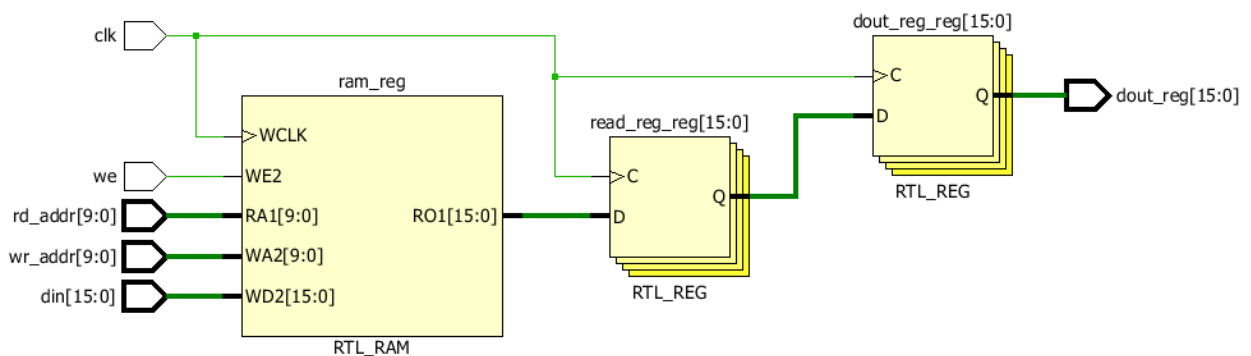 clk
we
rd_addr[9:0]
wr_addr[9:0]
din[15:0]
ram_reg
WCLK
WE2
RA1[9:0]
WA2[9:0]
WD2[15:0]
RO1[15:0]
RTL_RAM
read_reg_reg[15:0]
C
D
Q
RTL_REG
dout_reg_reg[15:0]
C
D
Q
RTL_REG
dout_reg[15:0]